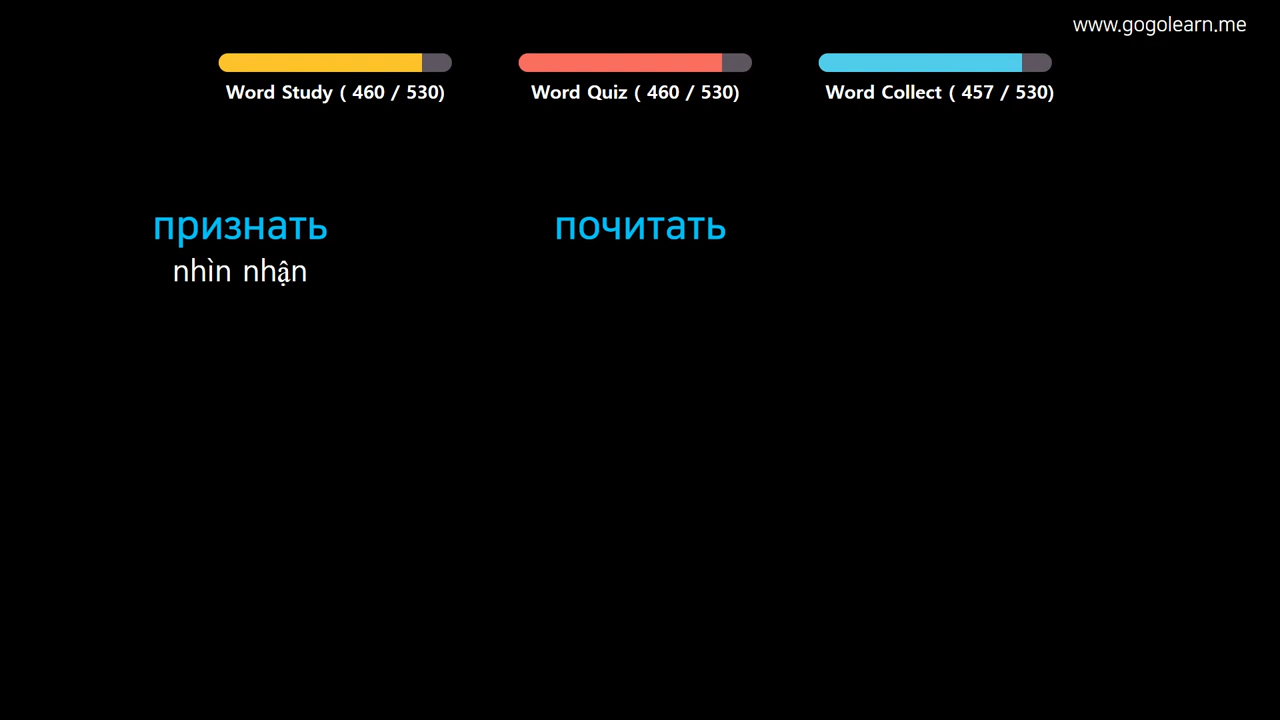 www.gogolearn.me
Word Study ( 460 / 530)
Word Quiz ( 460 / 530)
Word Collect ( 457 / 530)
признать
почитать
nhìn nhận